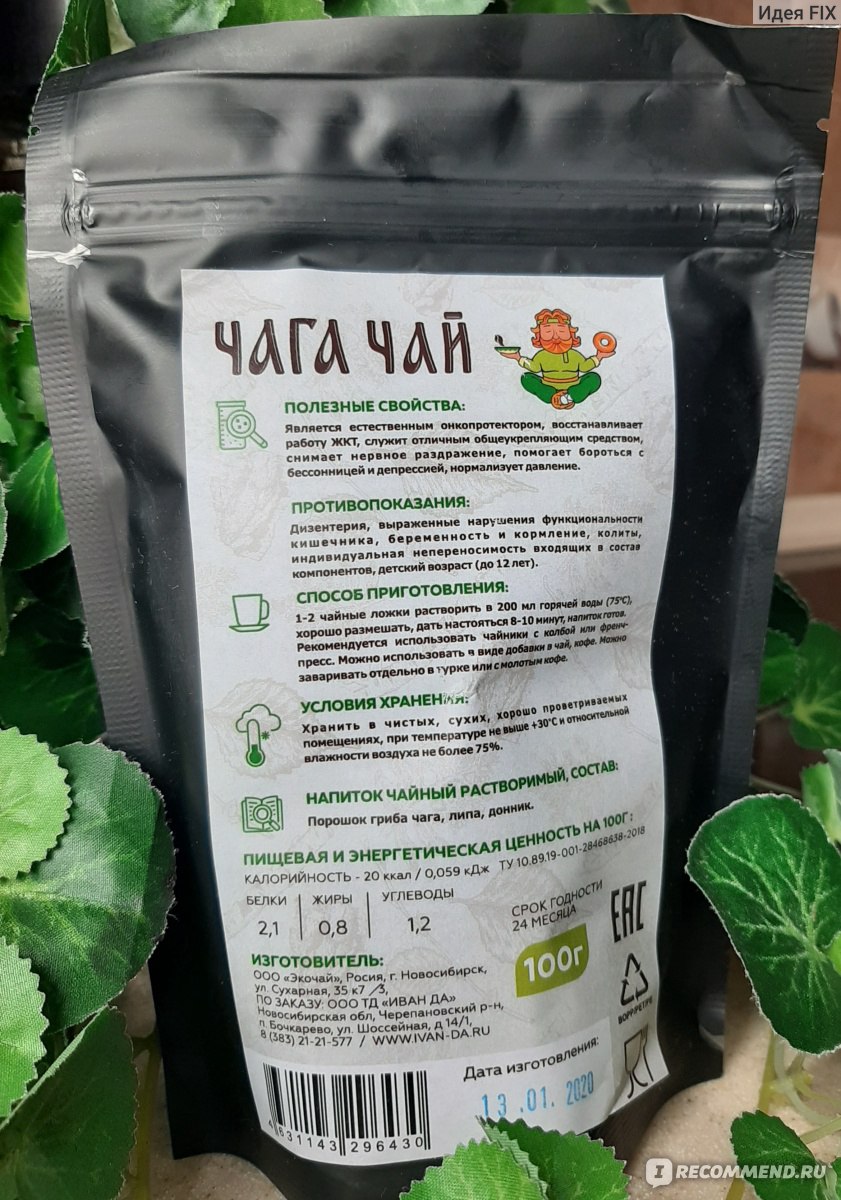 Идея FIX
ЧАГА ЧАЙ
ПОЛЕЗНЫЕ СВОЙСТВА:
Является естественным онкопротектором, восстанавливает
работу ЖКТ, служит отличным общеукрепляющим средством,
снимает нервное раздражение, помогает бороться с
бессонницей и депрессией, нормализует давление.
ПРОТИВОПОКАЗАНИЯ:
Дизентерия, выраженные нарушения функциональности
кишечника, беременность и кормление, колиты,
индивидуальная непереносимость входящих в состав
компонентов, детский возраст (до 12 лет).
СПОСОБ ПРИГОТОВЛЕНИЯ:
1-2 чайные ложки растворить в 200 мл горячей воды (75°C),
хорошо размешать, дать настояться 8-10 минут, напиток готов.
Рекомендуется использовать чайники с колбой или френч-
пресс. Можно использовать в виде добавки в чай, кофе. Можно
заваривать отдельно в турке или с молотым кофе.
УСЛОВИЯ ХРАНЕНИЯ:
Хранить в чистых, сухих, хорошо проветриваемых
помещениях, при температуре не выше +30°C и относительной
влажности воздуха не более 75%.
НАПИТОК ЧАЙНЫЙ РАСТВОРИМЫЙ, СОСТАВ:
Порошок гриба чага, липа, донник.
ПИЩЕВАЯ И ЭНЕРГЕТИЧЕСКАЯ ЦЕННОСТЬ НА 100Г:
КАЛОРИЙНОСТЬ - 20 ккал / 0,059 кДж ТУ 10.89.19-001-28468638-2018
БЕЛКИ ЖИРЫ УГЛЕВОДЫ
2,1 0,8 1,2
СРОК ГОДНОСТИ
24 МЕСЯЦА
EAC
100г
ИЗГОТОВИТЕЛЬ:
ООО «Экочай», Росия, г. Новосибирск,
ул. Сухарная, 35 к7 /3,
ПО ЗАКАЗУ: ООО ТД «ИВАН ДА»
Новосибирская обл, Черепановский р-н,
п. Бочкарево, ул. Шоссейная, д 14/1,
8 (383) 21-21-577 / WWW.IVAN-DA.RU
BOPP/PET/PE
Дата изготовления:
13.01.2020
4 631143 296430
IRECOMMEND.RU